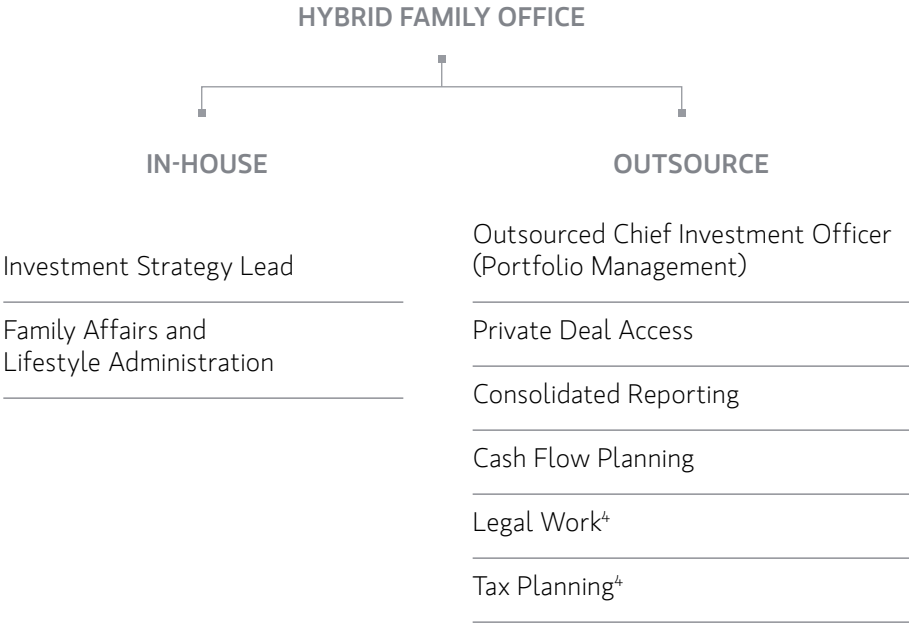 HYBRID FAMILY OFFICE
IN-HOUSE
Investment Strategy Lead
Family Affairs and
Lifestyle Administration
OUTSOURCE
Outsourced Chief Investment Officer
(Portfolio Management)
Private Deal Access
Consolidated Reporting
Cash Flow Planning
Legal Work⁴
Tax Planning⁴